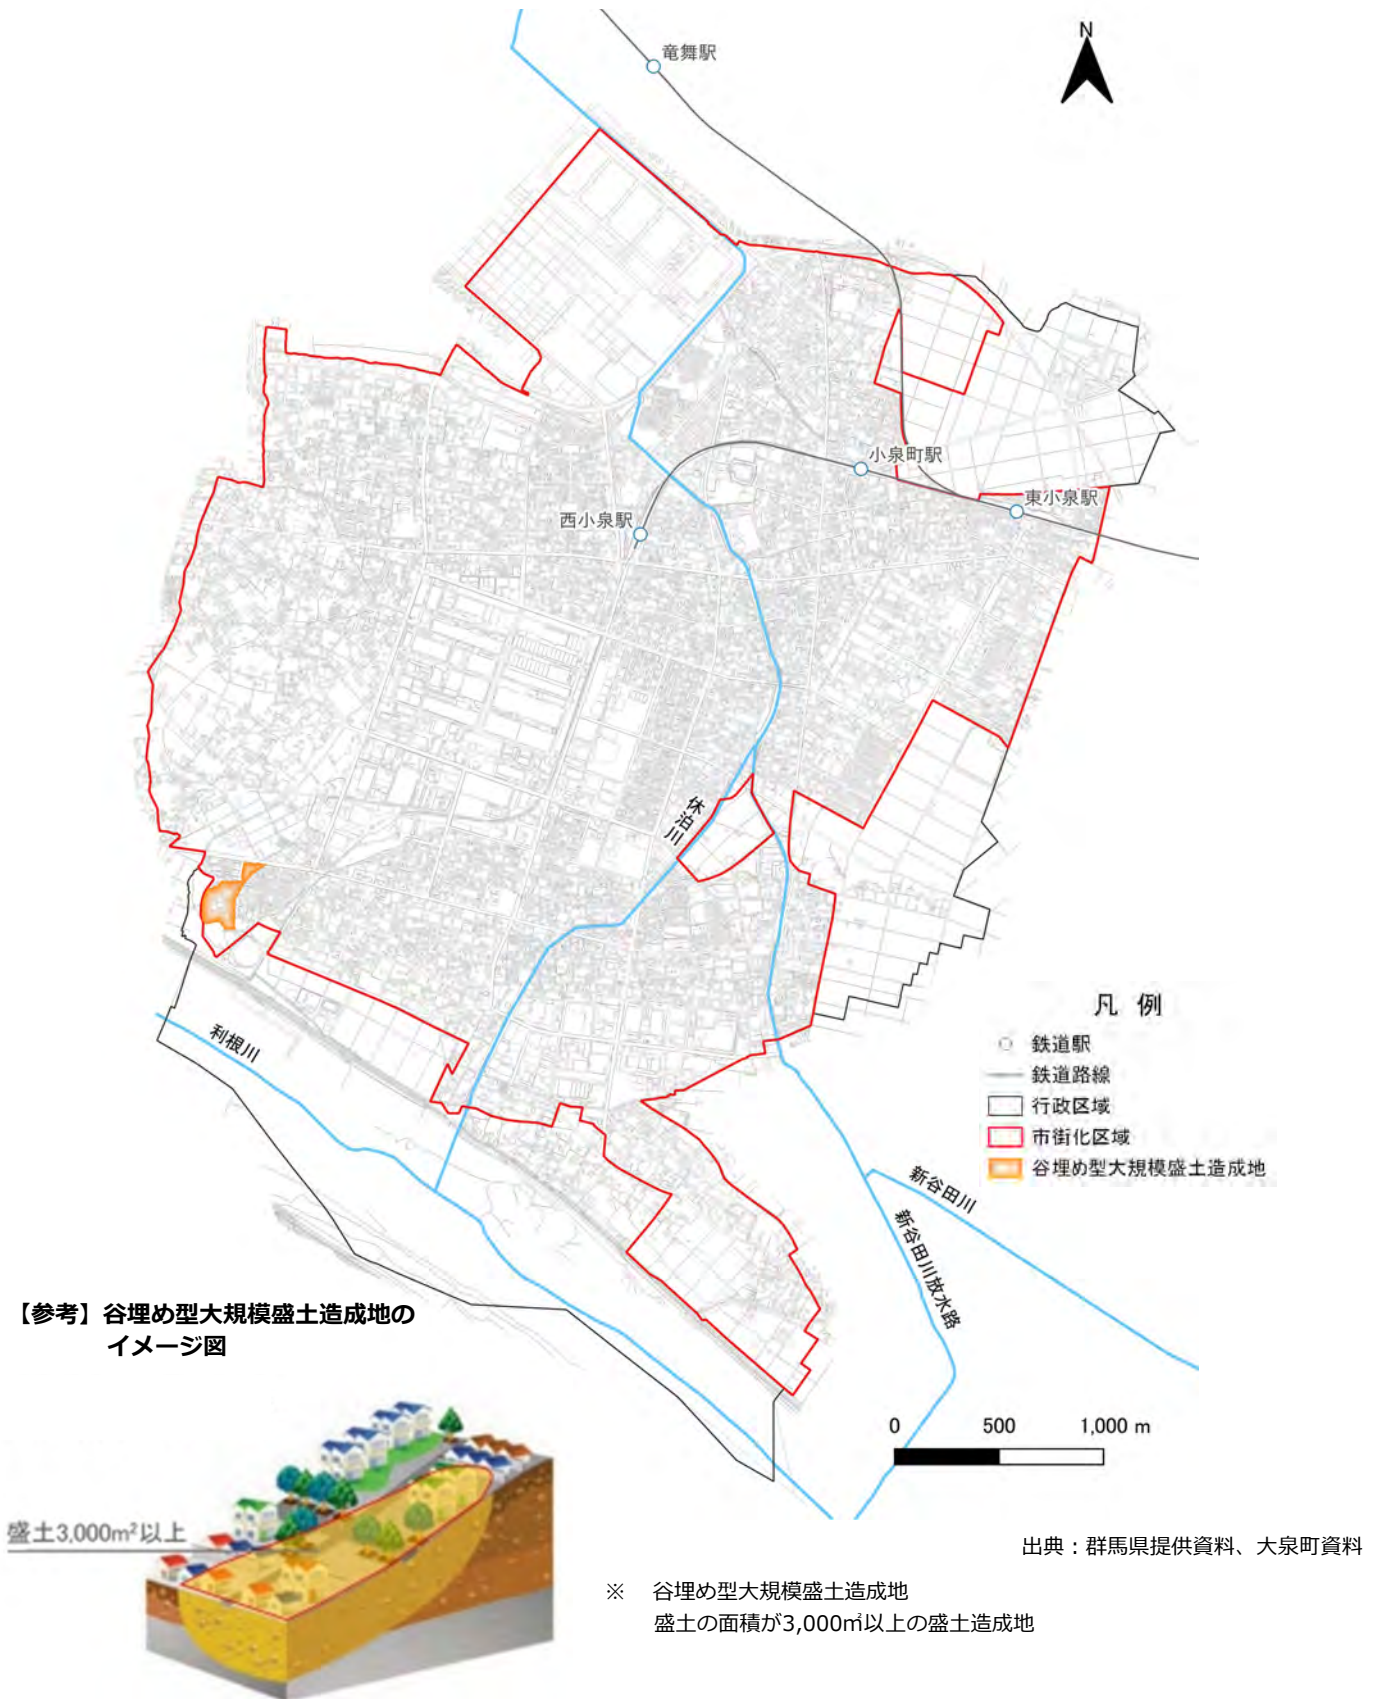 N
竜舞駅
小泉町駅
東小泉駅
西小泉駅
休泊川
利根川
新谷田川
新谷田川放水路
凡 例
鉄道駅
鉄道路線
行政区域
市街化区域
谷埋め型大規模盛土造成地
0 500 1,000 m
【参考】谷埋め型大規模盛土造成地の
イメージ図
盛土3,000m²以上
出典：群馬県提供資料、大泉町資料
※ 谷埋め型大規模盛土造成地
盛土の面積が3,000㎡以上の盛土造成地